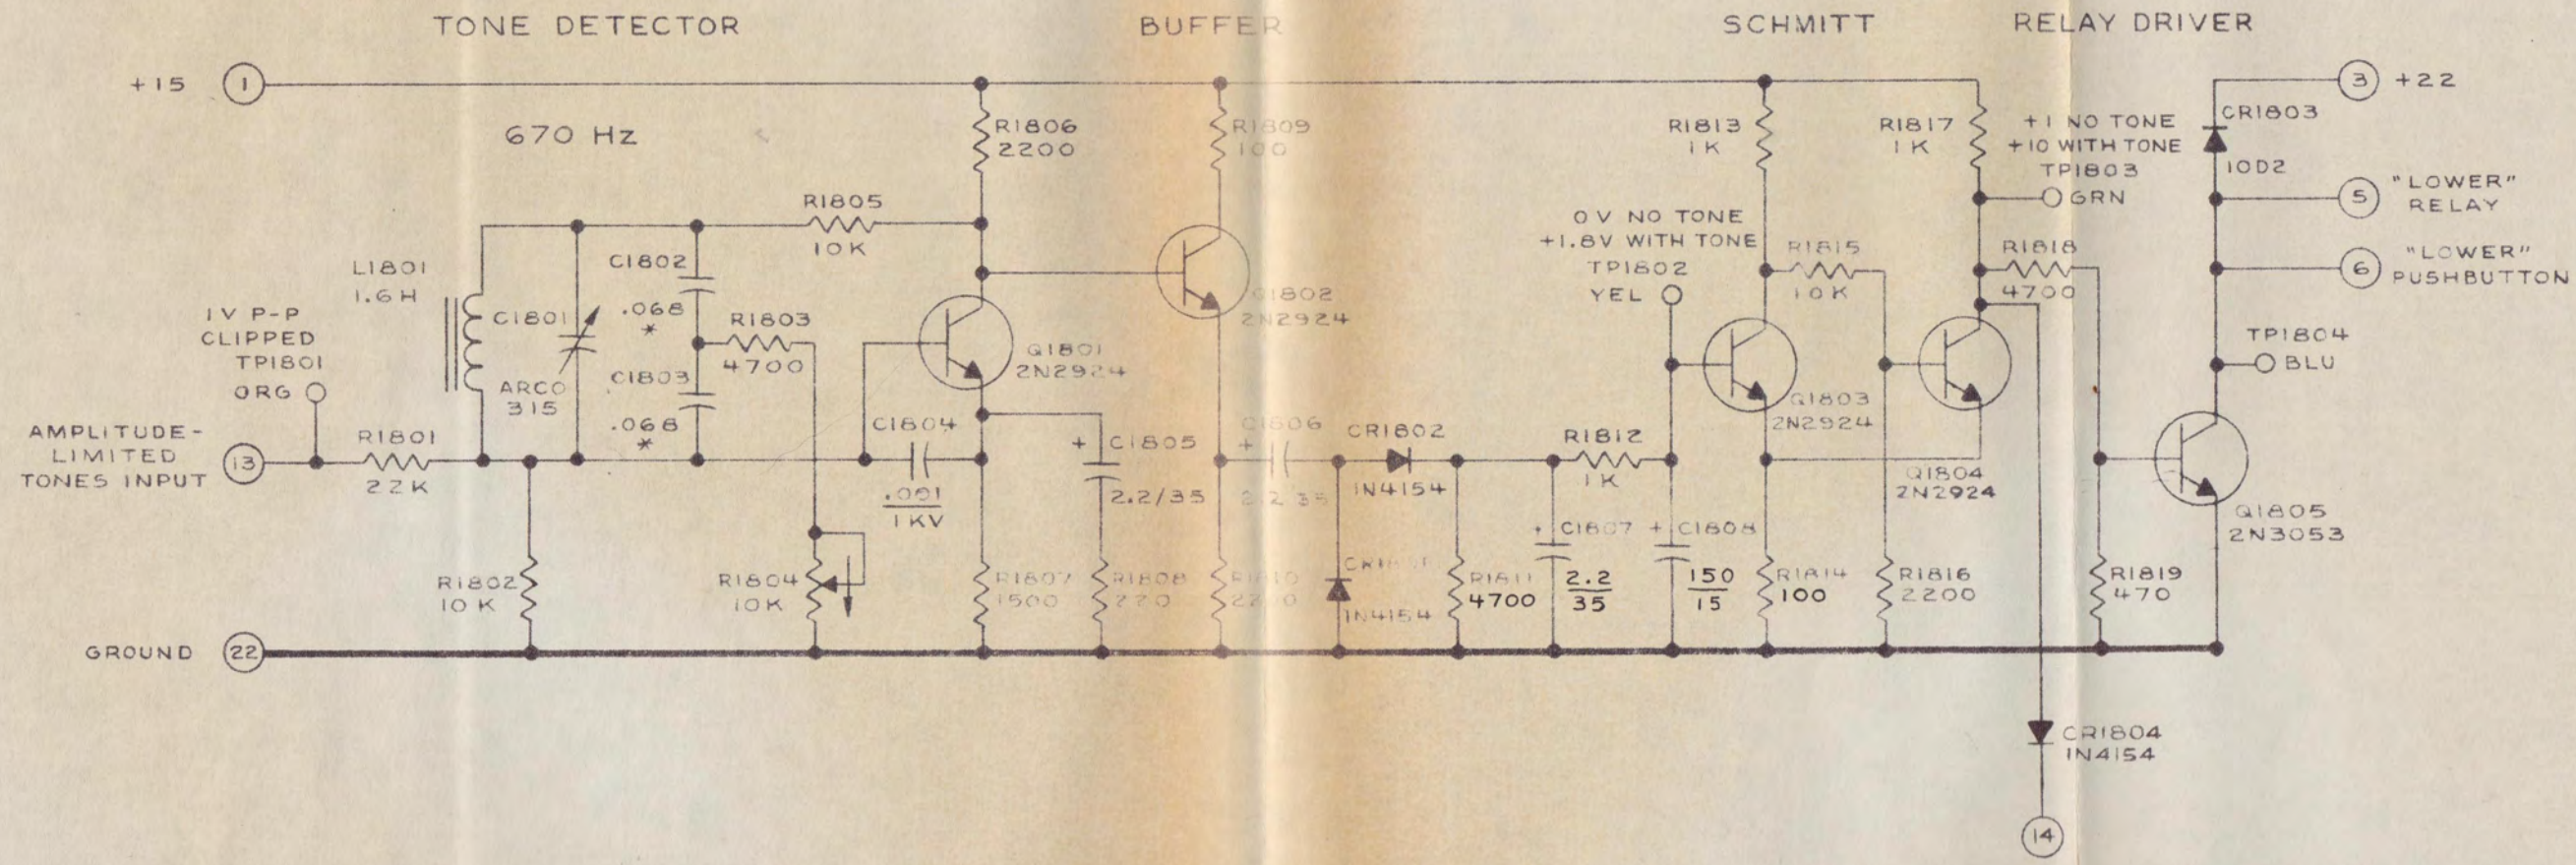 TONE DETECTOR
BUFFER
SCHMITT
RELAY DRIVER
+15
1
670 Hz
R1806
2200
R1809
100
R1813
1K
R1817
1K
+1 NO TONE
+10 WITH TONE
TP1803
GRN
3
+22
CR1803
10D2
5
"LOWER"
RELAY
6
"LOWER"
PUSHBUTTON
TP1804
BLU
R1805
10K
L1801
1.6H
C1801
ARCO
315
C1802
.068
*
C1803
.068
*
R1803
4700
Q1801
2N2924
Q1802
2N2924
0V NO TONE
+1.8V WITH TONE
TP1802
YEL
R1815
10K
R1818
4700
1V P-P
CLIPPED
TP1801
ORG
AMPLITUDE-
LIMITED
TONES INPUT
13
R1801
22K
C1804
.001
1KV
+
C1805
2.2/35
+
C1806
2.2 35
CR1802
1N4154
R1812
1K
Q1803
2N2924
Q1804
2N2924
Q1805
2N3053
R1802
10K
R1804
10K
R1807
1500
R1808
220
R1810
2200
CR1801
1N4154
R1811
4700
+
C1807
2.2
35
+
C1808
150
15
R1814
100
R1816
2200
R1819
470
GROUND
22
CR1804
1N4154
14